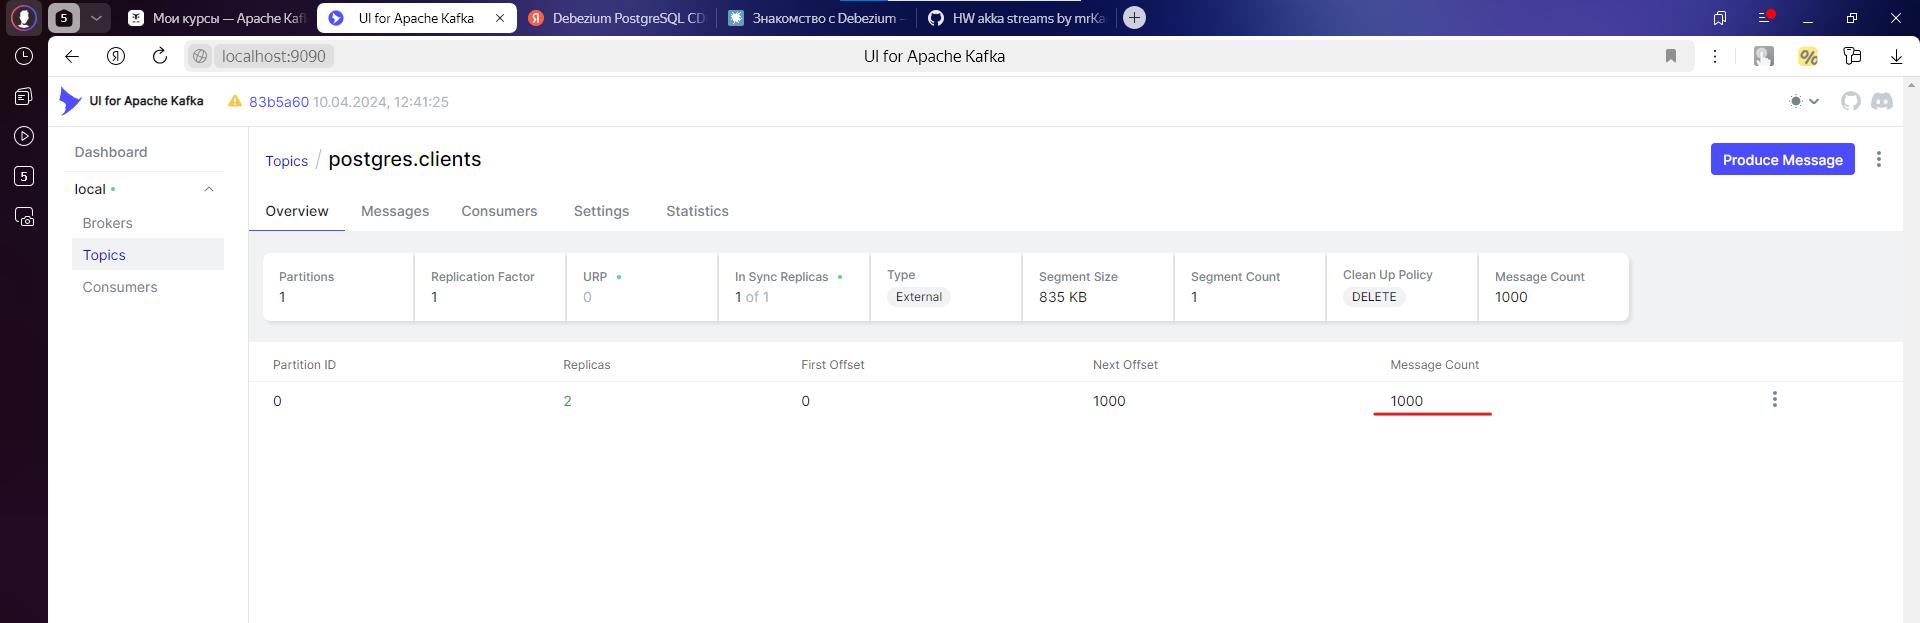 5
Мои курсы — Apache Kaf
UI for Apache Kafka
Debezium PostgreSQL CD
Знакомство с Debezium –
HW akka streams by mrKa
localhost:9090
UI for Apache Kafka
UI for Apache Kafka
83b5a60 10.04.2024, 12:41:25
Dashboard
local
Brokers
Topics
Consumers
5
Topics / postgres.clients
Produce Message
Overview
Messages
Consumers
Settings
Statistics
Partitions
1
Replication Factor
1
URP
0
In Sync Replicas
1 of 1
Type
External
Segment Size
835 KB
Segment Count
1
Clean Up Policy
DELETE
Message Count
1000
Partition ID Replicas First Offset Next Offset Message Count
0 2 0 1000 1000